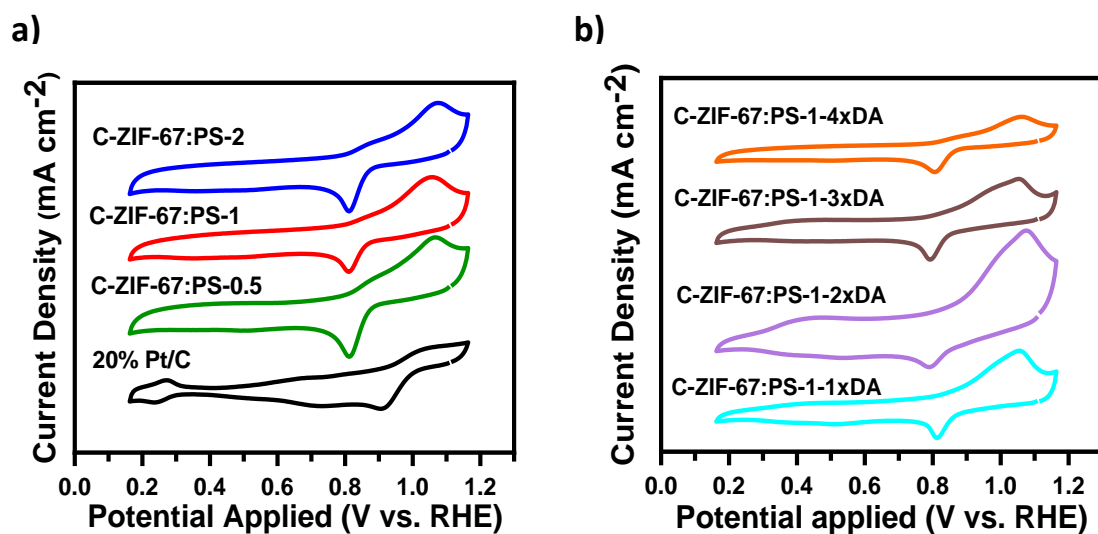 a)
Current Density (mA cm-2)
C-ZIF-67:PS-2
C-ZIF-67:PS-1
C-ZIF-67:PS-0.5
20% Pt/C
0.0 0.2 0.4 0.6 0.8 1.0 1.2
Potential Applied (V vs. RHE)
b)
Current Density (mA cm-2)
C-ZIF-67:PS-1-4xDA
C-ZIF-67:PS-1-3xDA
C-ZIF-67:PS-1-2xDA
C-ZIF-67:PS-1-1xDA
0.0 0.2 0.4 0.6 0.8 1.0 1.2
Potential applied (V vs. RHE)